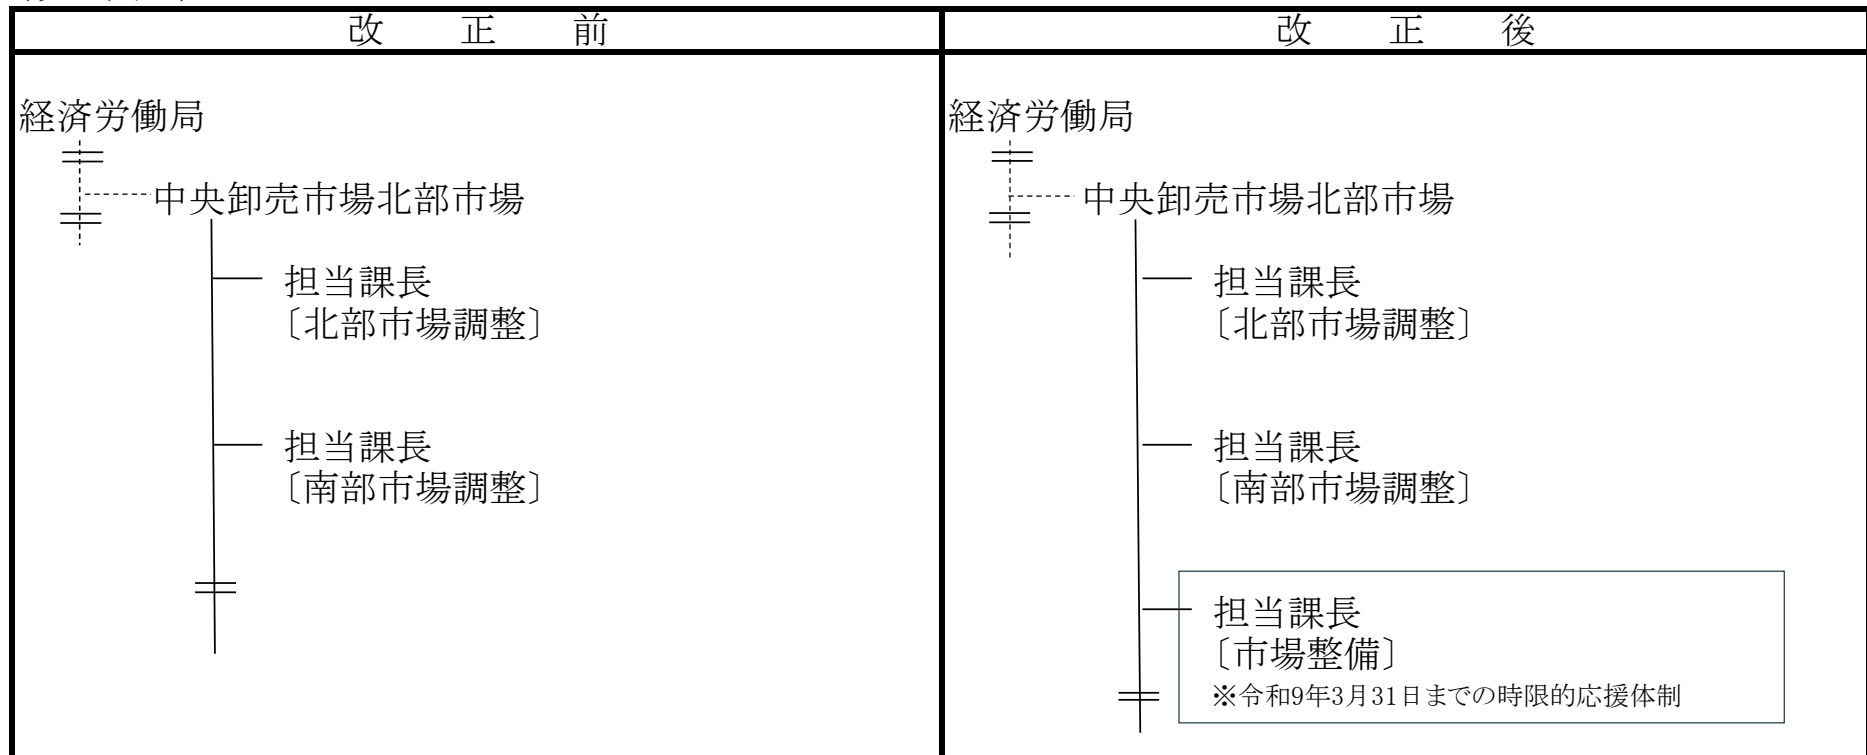 改正前
経済労働局
中央卸売市場北部市場
担当課長
〔北部市場調整〕
担当課長
〔南部市場調整〕
改正後
経済労働局
中央卸売市場北部市場
担当課長
〔北部市場調整〕
担当課長
〔南部市場調整〕
担当課長
〔市場整備〕
※令和9年3月31日までの時限的応援体制